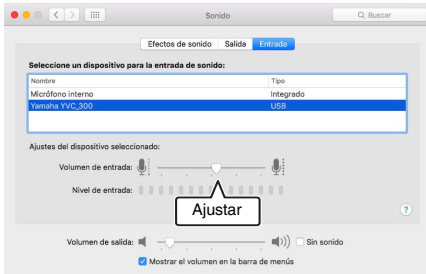 Sonido
Buscar
Efectos de sonido Salida Entrada
Seleccione un dispositivo para la entrada de sonido:
Nombre Tipo
Micrófono interno Integrado
Yamaha YVC_300 USB
Ajustes del dispositivo seleccionado:
Volumen de entrada:
Nivel de entrada:
Ajustar
?
Volumen de salida: Sin sonido
Mostrar el volumen en la barra de menús